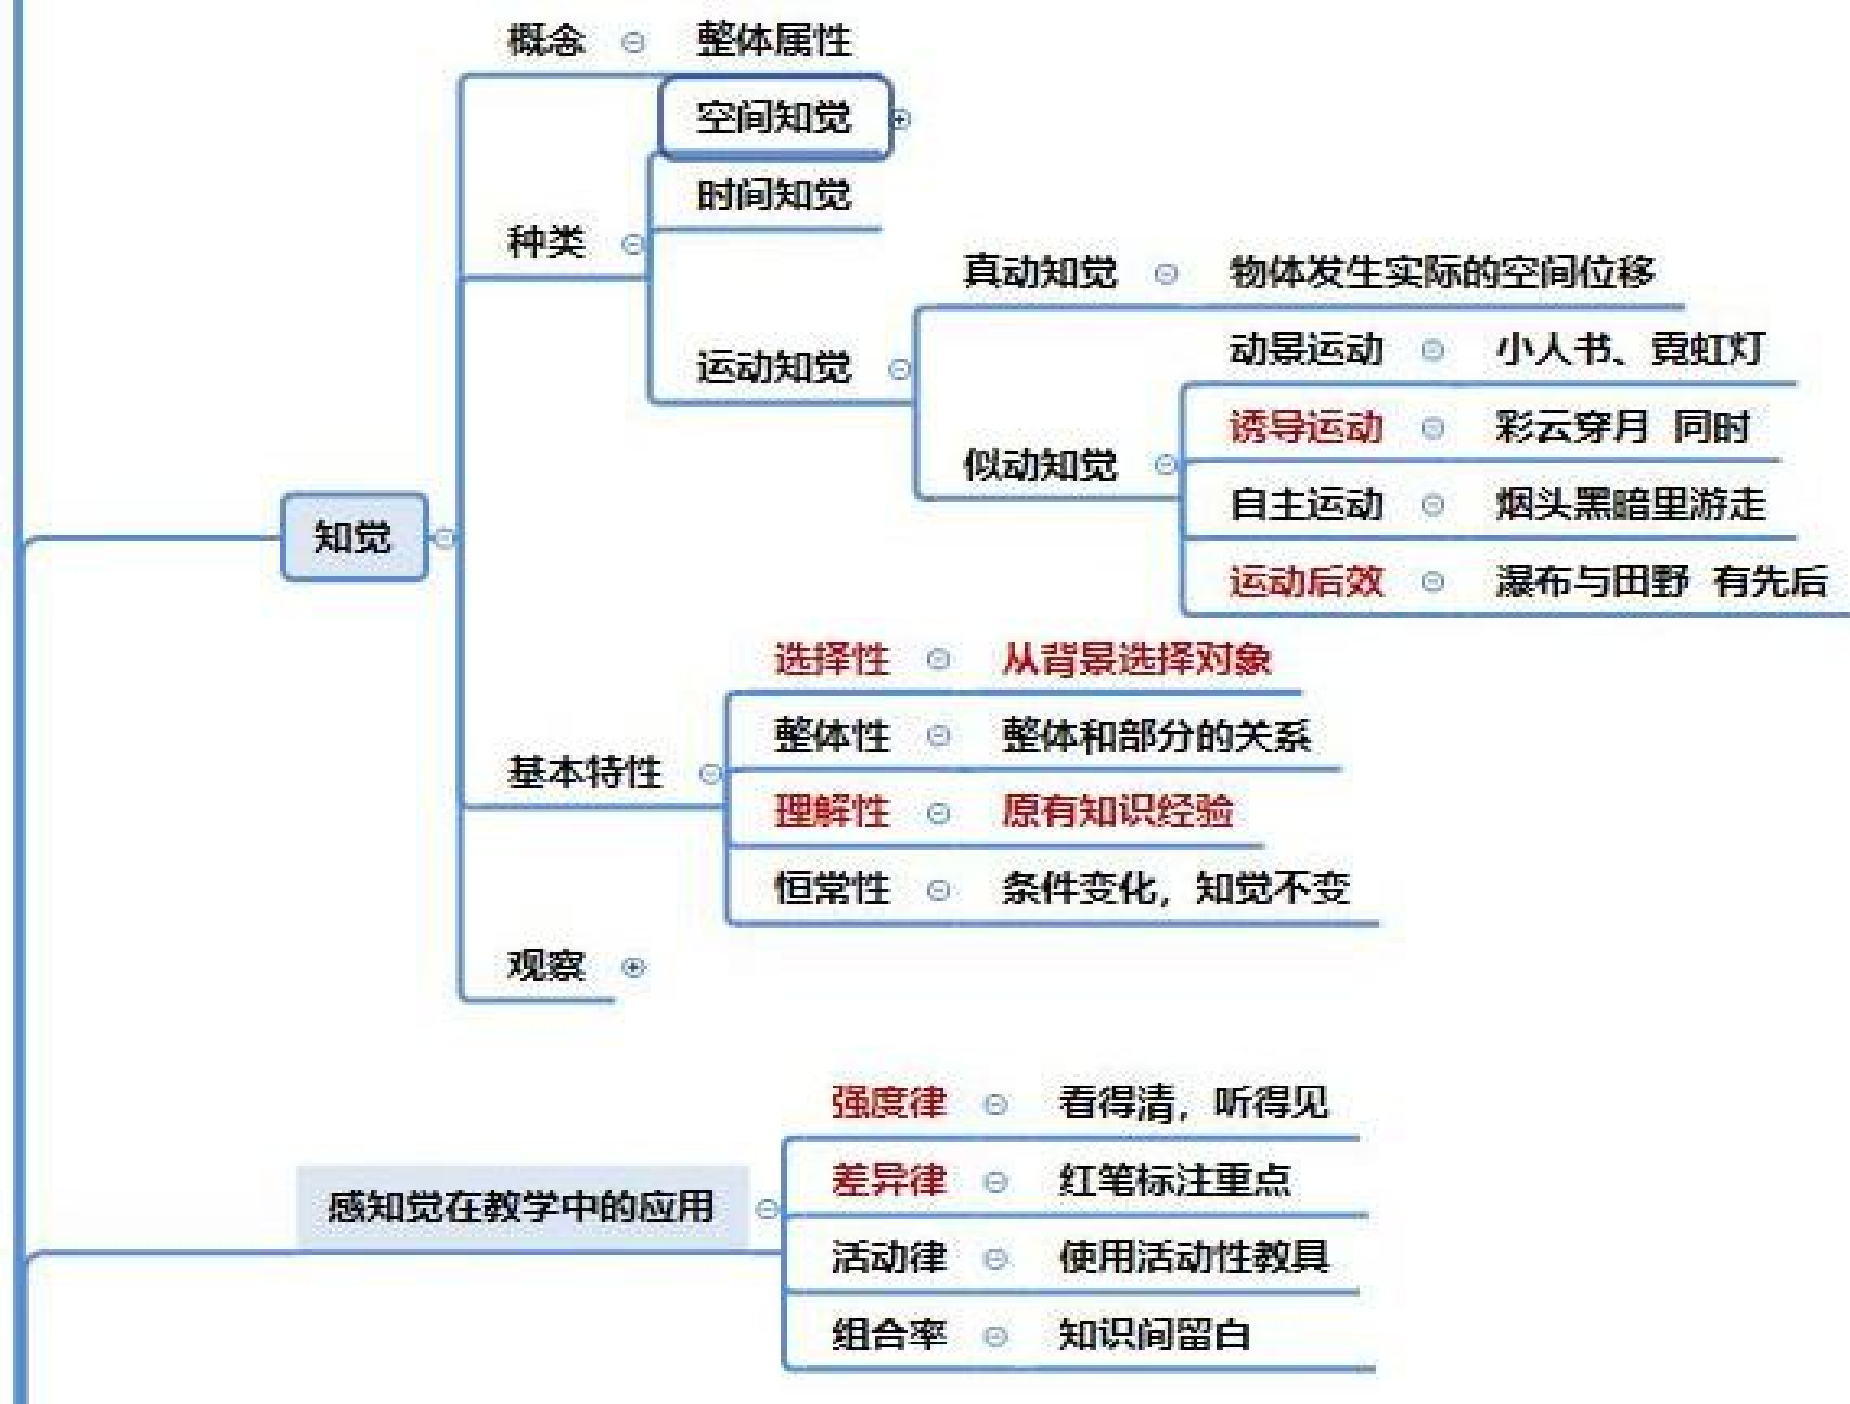 概念 整体属性
空间知觉
时间知觉
种类
真动知觉 物体发生实际的空间位移
动景运动 小人书、霓虹灯
运动知觉
诱导运动 彩云穿月 同时
似动知觉
自主运动 烟头黑暗里游走
知觉
运动后效 瀑布与田野 有先后
选择性 从背景选择对象
整体性 整体和部分的关系
基本特性
理解性 原有知识经验
恒常性 条件变化，知觉不变
观察
强度律 看得清，听得见
差异律 红笔标注重点
感知觉在教学中的应用
活动律 使用活动性教具
组合率 知识间留白